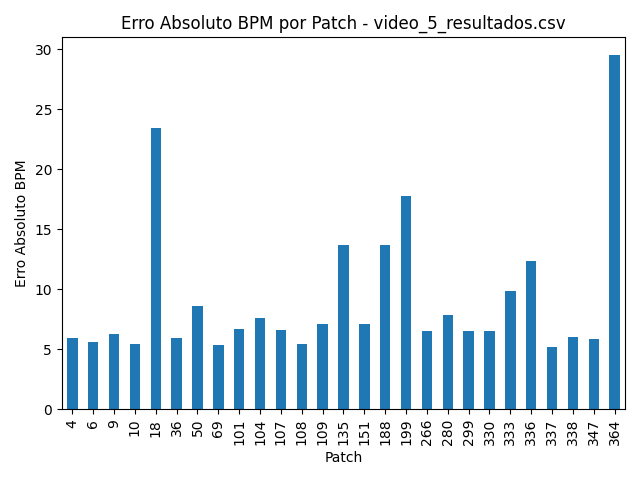 Erro Absoluto BPM por Patch - video_5_resultados.csv
Erro Absoluto BPM
30
25
20
15
10
5
0
4 6 9 10 18 36 50 69 101 104 107 108 109 135 151 188 199 266 280 299 330 333 336 337 338 347 364
Patch